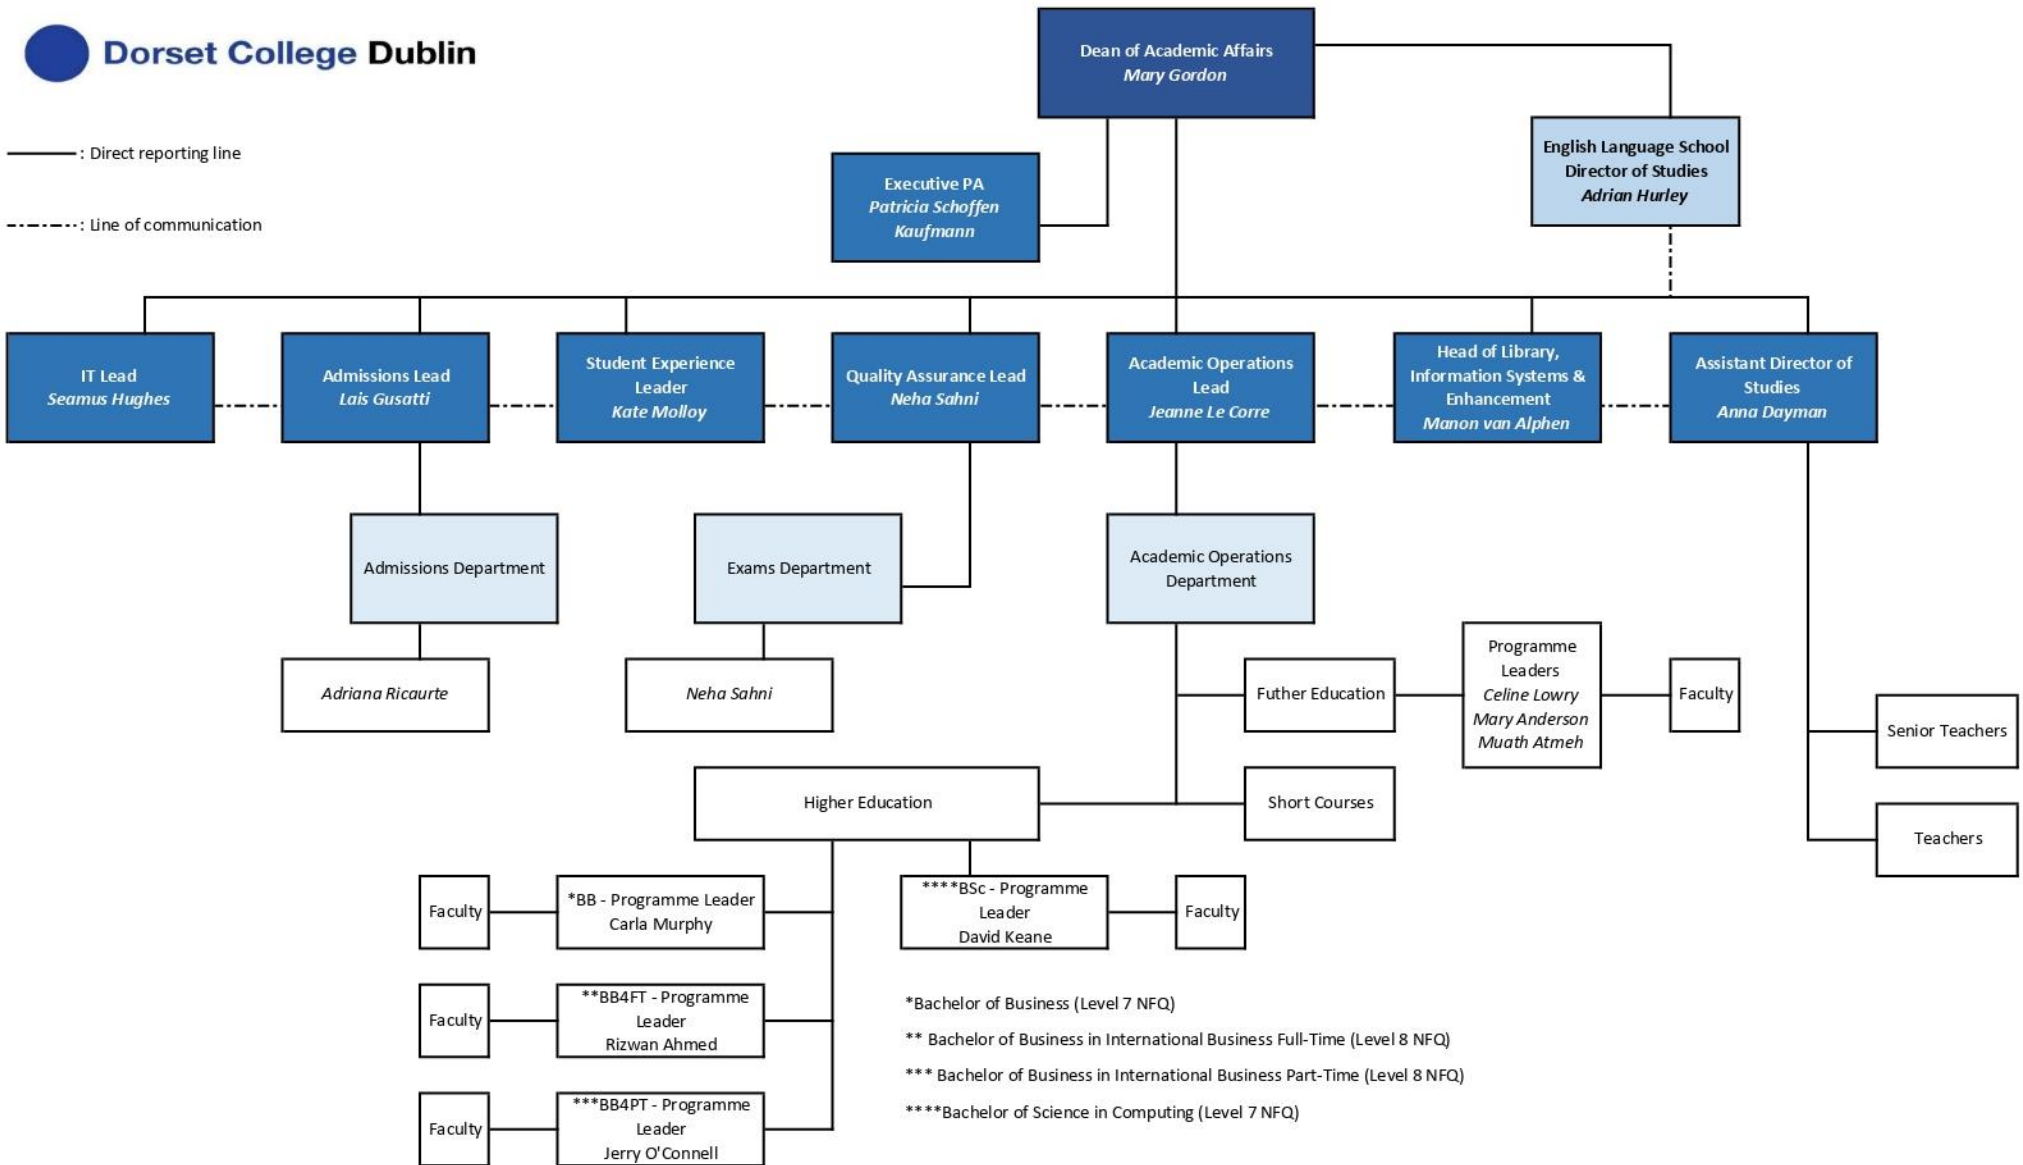 Dorset College Dublin
: Direct reporting line
: Line of communication
Dean of Academic Affairs
Mary Gordon
Executive PA
Patricia Schoffen
Kaufmann
English Language School
Director of Studies
Adrian Hurley
IT Lead
Seamus Hughes
Admissions Lead
Lais Gusatti
Student Experience
Leader
Kate Molloy
Quality Assurance Lead
Neha Sahni
Academic Operations
Lead
Jeanne Le Corre
Head of Library,
Information Systems &
Enhancement
Manon van Alphen
Assistant Director of
Studies
Anna Dayman
Admissions Department
Exams Department
Academic Operations
Department
Adriana Ricaurte
Neha Sahni
Futher Education
Programme
Leaders
Celine Lowry
Mary Anderson
Muath Atmeh
Faculty
Senior Teachers
Higher Education
Short Courses
Teachers
Faculty
*BB - Programme Leader
Carla Murphy
****BSc - Programme
Leader
David Keane
Faculty
Faculty
**BB4FT - Programme
Leader
Rizwan Ahmed
Faculty
***BB4PT - Programme
Leader
Jerry O'Connell
*Bachelor of Business (Level 7 NFQ)
** Bachelor of Business in International Business Full-Time (Level 8 NFQ)
*** Bachelor of Business in International Business Part-Time (Level 8 NFQ)
****Bachelor of Science in Computing (Level 7 NFQ)